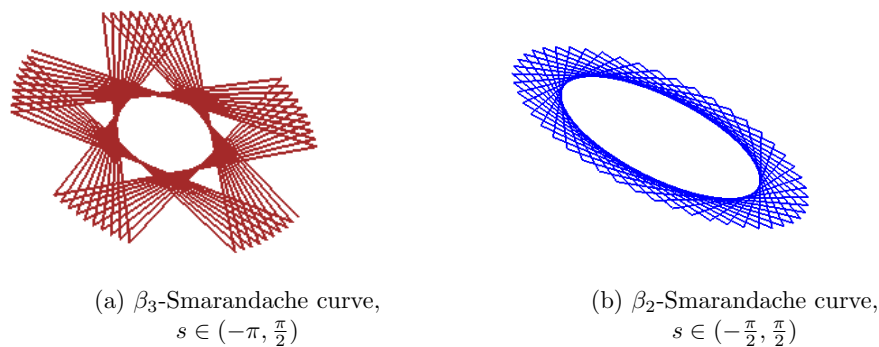 (a) β₃-Smarandache curve,
s ∈ (−π, π/2)
(b) β₂-Smarandache curve,
s ∈ (−π/2, π/2)